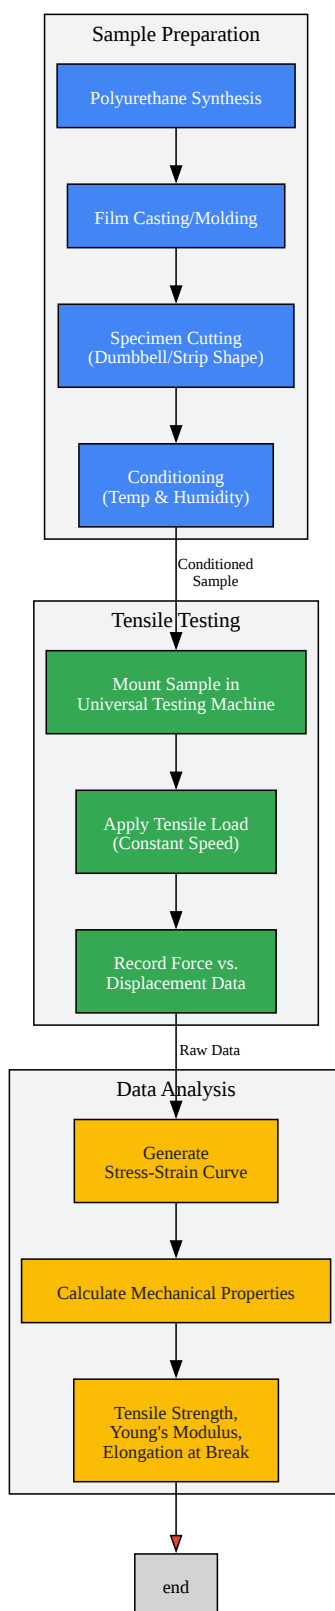 Sample Preparation
Polyurethane Synthesis
Film Casting/Molding
Specimen Cutting
(Dumbbell/Strip Shape)
Conditioning
(Temp & Humidity)
Conditioned
Sample
Tensile Testing
Mount Sample in
Universal Testing Machine
Apply Tensile Load
(Constant Speed)
Record Force vs.
Displacement Data
Raw Data
Data Analysis
Generate
Stress-Strain Curve
Calculate Mechanical Properties
Tensile Strength,
Young's Modulus,
Elongation at Break
end